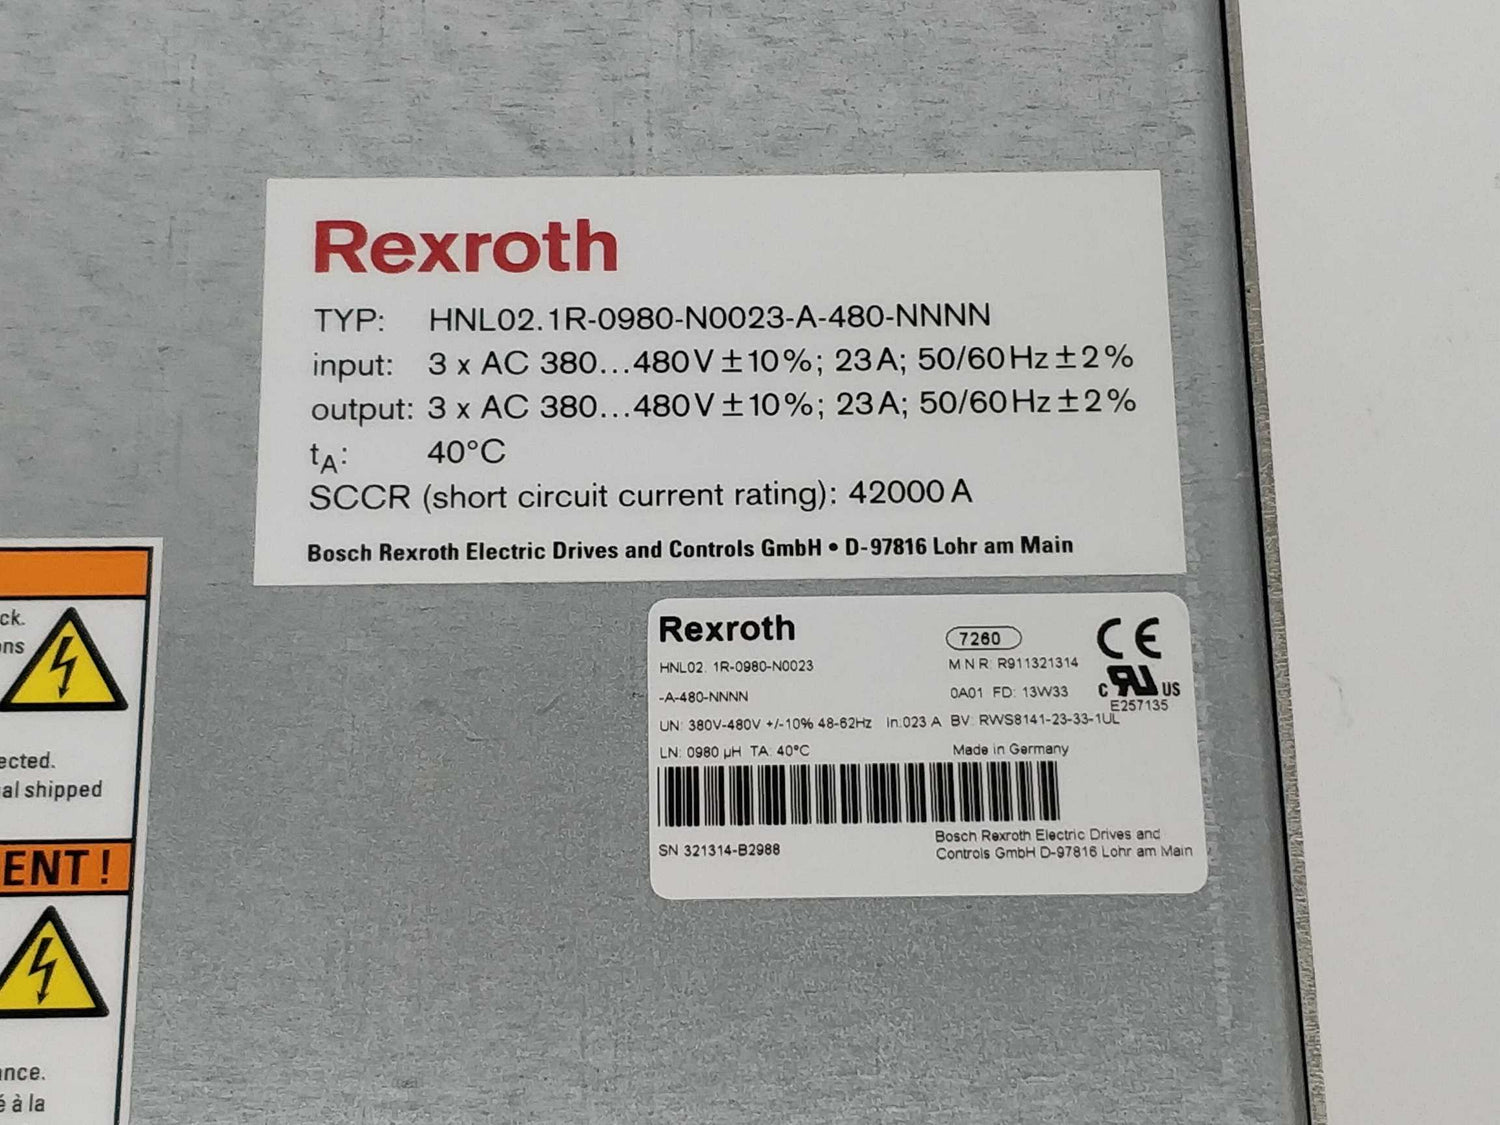 Rexroth
TYP: HNL02.1R-0980-N0023-A-480-NNNN
input: 3 x AC 380...480V ±10%; 23A; 50/60Hz ±2%
output: 3 x AC 380...480V ±10%; 23A; 50/60Hz ±2%
tA: 40°C
SCCR (short circuit current rating): 42000 A
Bosch Rexroth Electric Drives and Controls GmbH • D-97816 Lohr am Main
Rexroth
7260
CE
HNL02. 1R-0980-N0023
MNR: R911321314
-A-480-NNNN
0A01 FD: 13W33
C RU US
E257135
UN: 380V-480V +/-10% 48-62Hz In:023 A BV: RWS8141-23-33-1UL
LN: 0980 µH TA: 40°C
Made in Germany
SN 321314-B2988
Bosch Rexroth Electric Drives and
Controls GmbH D-97816 Lohr am Main
ck.
ons
ected.
al shipped
ENT !
ance.
é à la